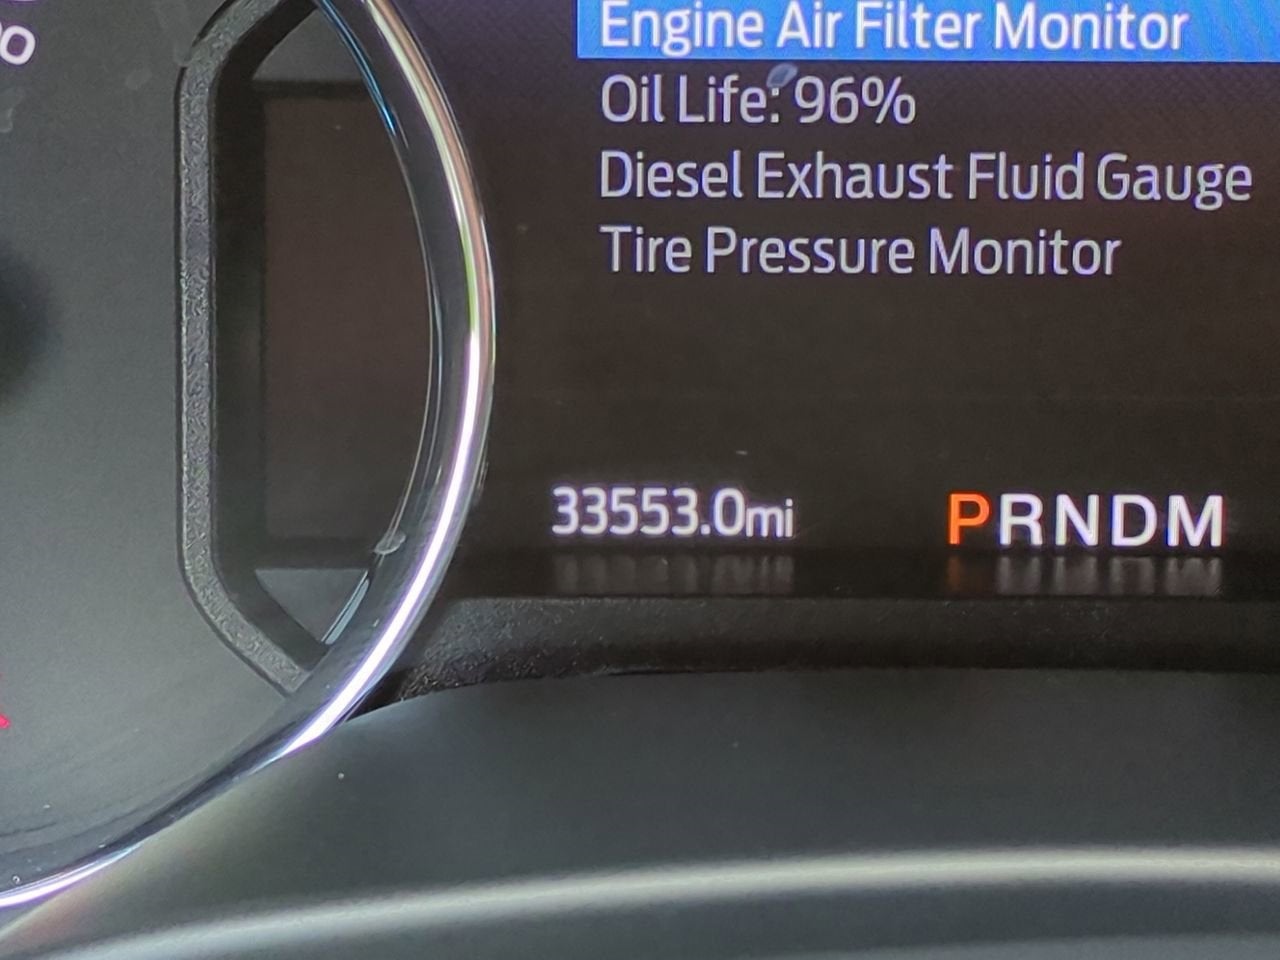 Engine Air Filter Monitor
Oil Life: 96%
Diesel Exhaust Fluid Gauge
Tire Pressure Monitor
33553.0mi
PRNDM